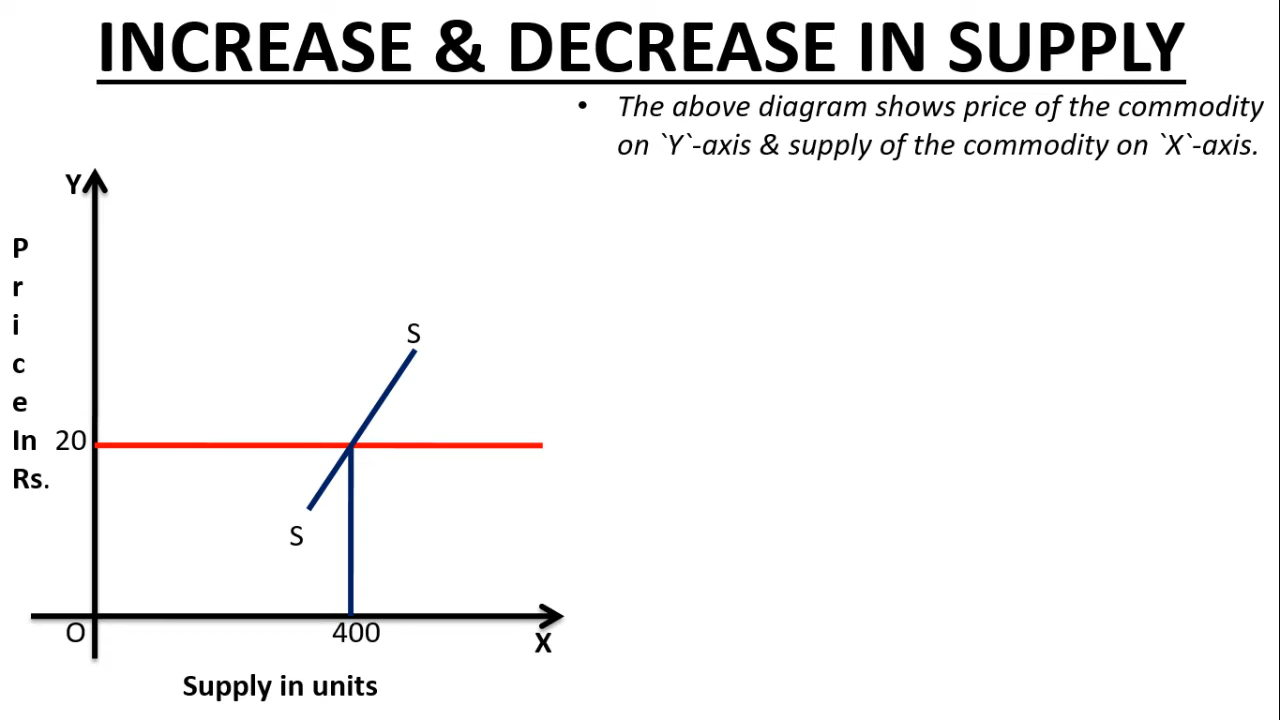 INCREASE & DECREASE IN SUPPLY
• The above diagram shows price of the commodity
on `Y`-axis & supply of the commodity on `X`-axis.
Y
P
r
i
c
e
In
Rs.
20
S
S
O
400
X
Supply in units